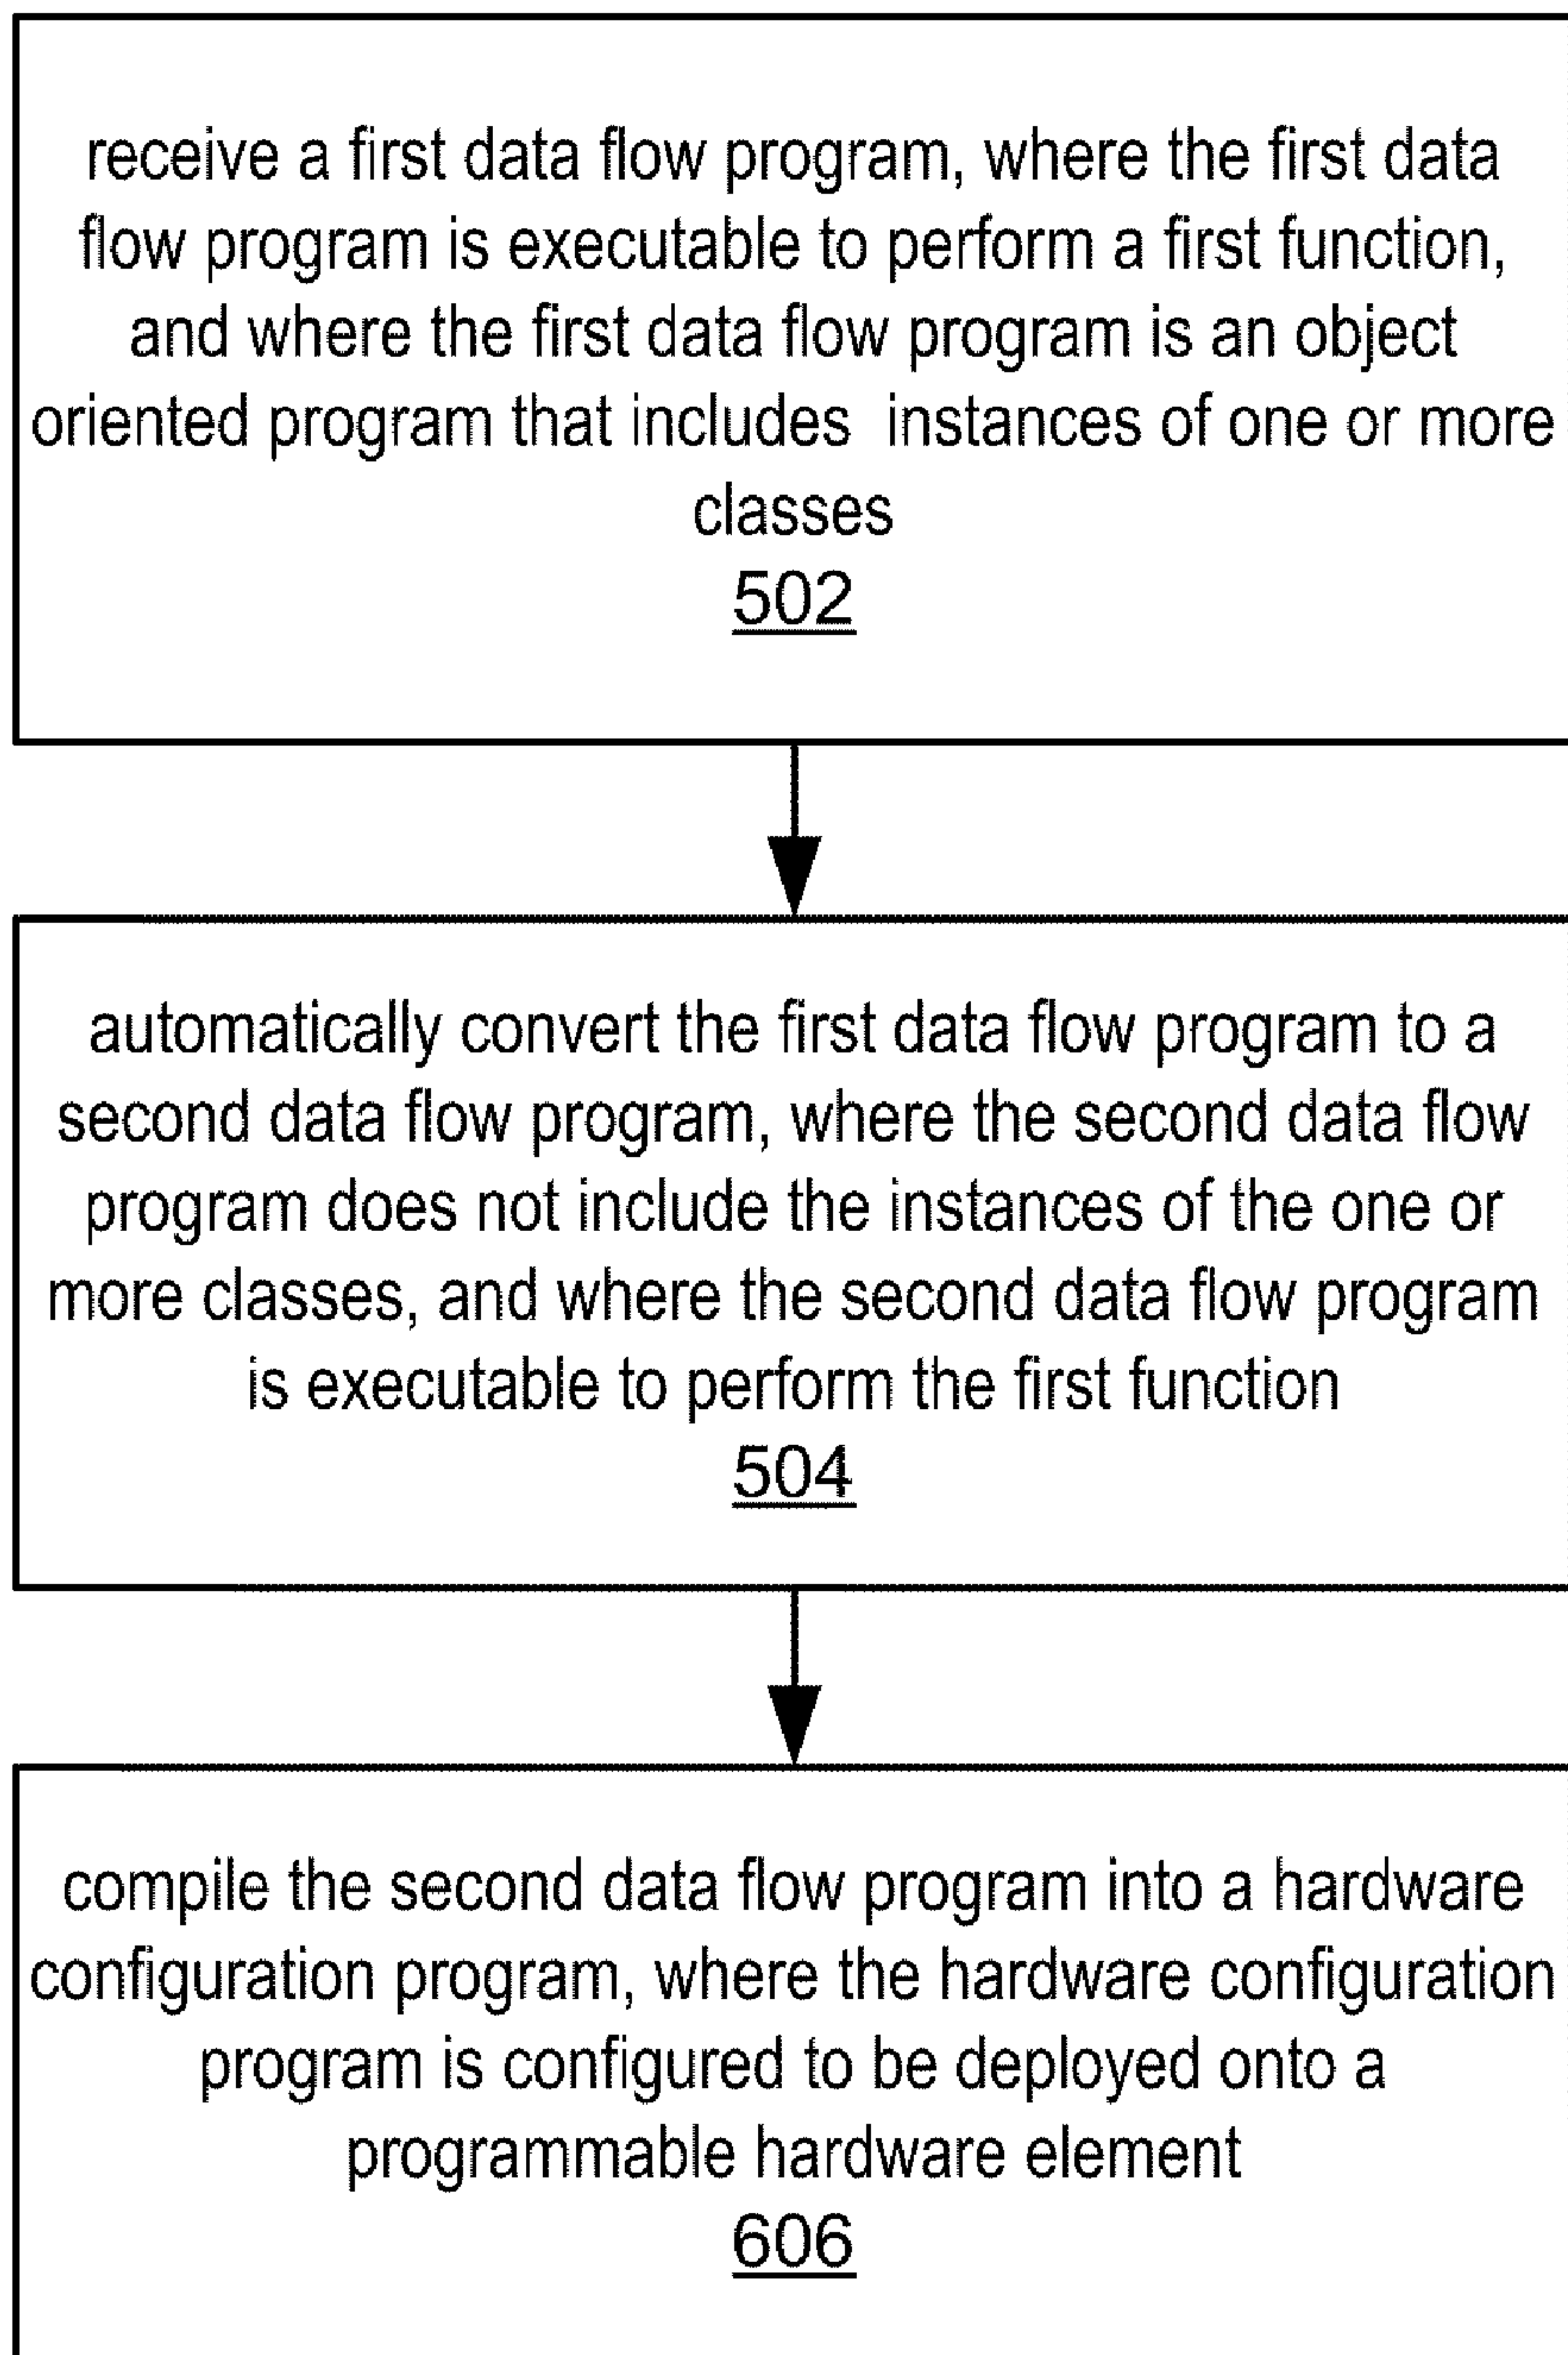 receive a first data flow program, where the first data
flow program is executable to perform a first function,
and where the first data flow program is an object
oriented program that includes instances of one or more
classes
502
automatically convert the first data flow program to a
second data flow program, where the second data flow
program does not include the instances of the one or
more classes, and where the second data flow program
is executable to perform the first function
504
compile the second data flow program into a hardware
configuration program, where the hardware configuration
program is configured to be deployed onto a
programmable hardware element
606